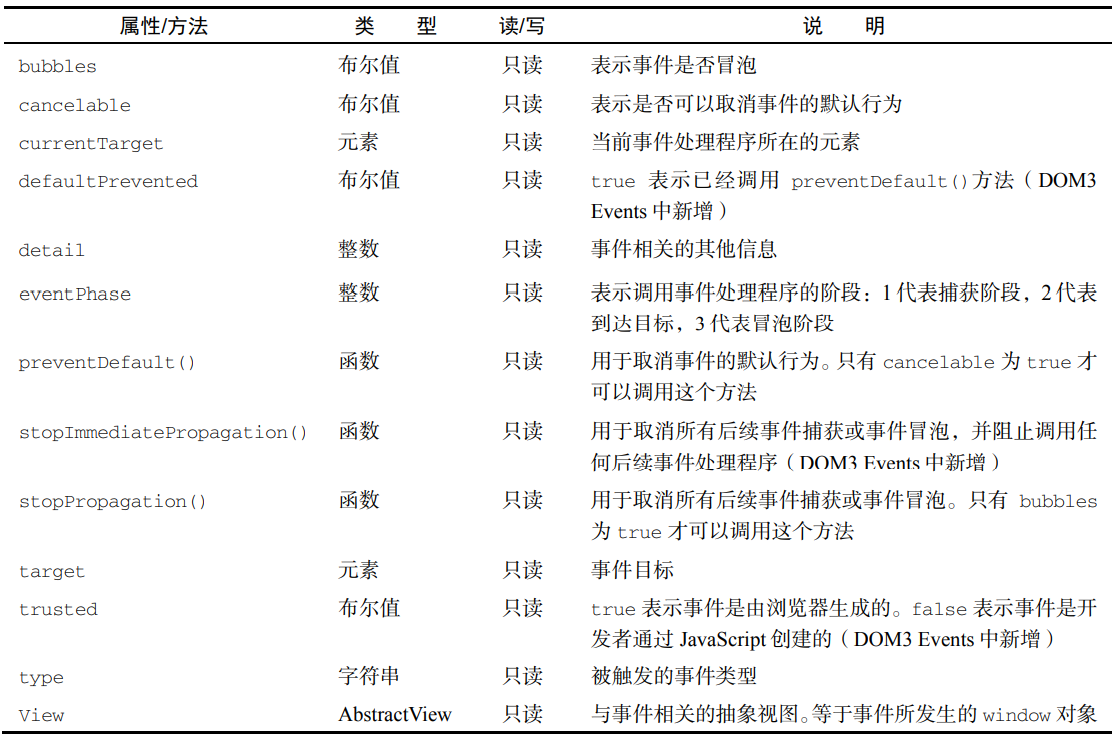 属性/方法 类 型 读/写 说 明
bubbles 布尔值 只读 表示事件是否冒泡
cancelable 布尔值 只读 表示是否可以取消事件的默认行为
currentTarget 元素 只读 当前事件处理程序所在的元素
defaultPrevented 布尔值 只读 true 表示已经调用 preventDefault()方法（DOM3
Events 中新增）
detail 整数 只读 事件相关的其他信息
eventPhase 整数 只读 表示调用事件处理程序的阶段：1 代表捕获阶段，2 代表
到达目标，3 代表冒泡阶段
preventDefault() 函数 只读 用于取消事件的默认行为。只有 cancelable 为 true 才
可以调用这个方法
stopImmediatePropagation() 函数 只读 用于取消所有后续事件捕获或事件冒泡，并阻止调用任
何后续事件处理程序（DOM3 Events 中新增）
stopPropagation() 函数 只读 用于取消所有后续事件捕获或事件冒泡。只有 bubbles
为 true 才可以调用这个方法
target 元素 只读 事件目标
trusted 布尔值 只读 true 表示事件是由浏览器生成的。false 表示事件是开
发者通过 JavaScript 创建的（DOM3 Events 中新增）
type 字符串 只读 被触发的事件类型
View AbstractView 只读 与事件相关的抽象视图。等于事件所发生的 window 对象